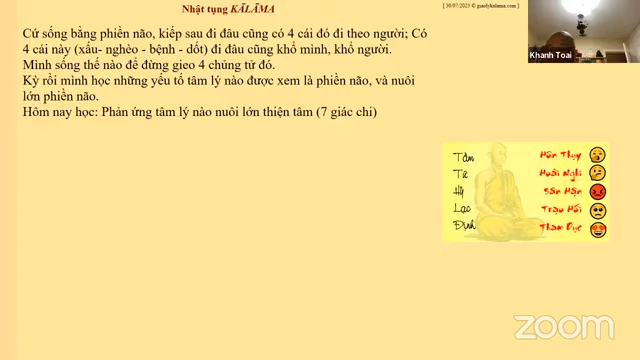 Nhật tụng KĀLĀMA
[ 30/07/2023 © giaolykalama.com ]
Cứ sống bằng phiền não, kiếp sau đi đâu cũng có 4 cái đó đi theo người; Có
4 cái này (xấu- nghèo - bệnh - dốt) đi đâu cũng khổ mình, khổ người.
Mình sống thế nào để đừng gieo 4 chủng tử đó.
Kỳ rồi mình học những yếu tố tâm lý nào được xem là phiền não, và nuôi
lớn phiền não.
Hôm nay học: Phản ứng tâm lý nào nuôi lớn thiện tâm (7 giác chi)
Khanh Toai
Tầm Hôn Thụy
Tứ Hoài Nghi
Hỷ Sân Hận
Lạc Trạo Hối
Định Tham Dục
zoom